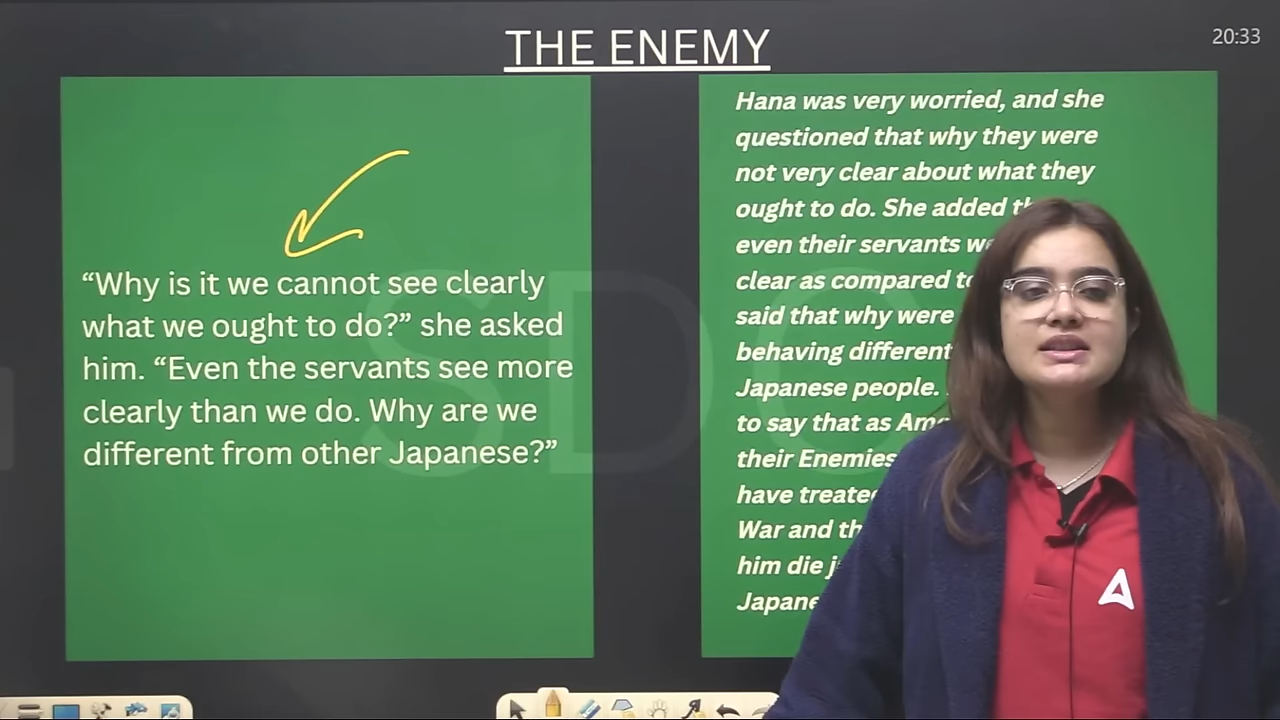 THE ENEMY
20:33
“Why is it we cannot see clearly
what we ought to do?” she asked
him. “Even the servants see more
clearly than we do. Why are we
different from other Japanese?”
Hana was very worried, and she
questioned that why they were
not very clear about what they
ought to do. She added
even their servants
clear as compared to
said that why were
behaving
Japanese people.
to say that as
their Enemies
have
War and
him die
SDC